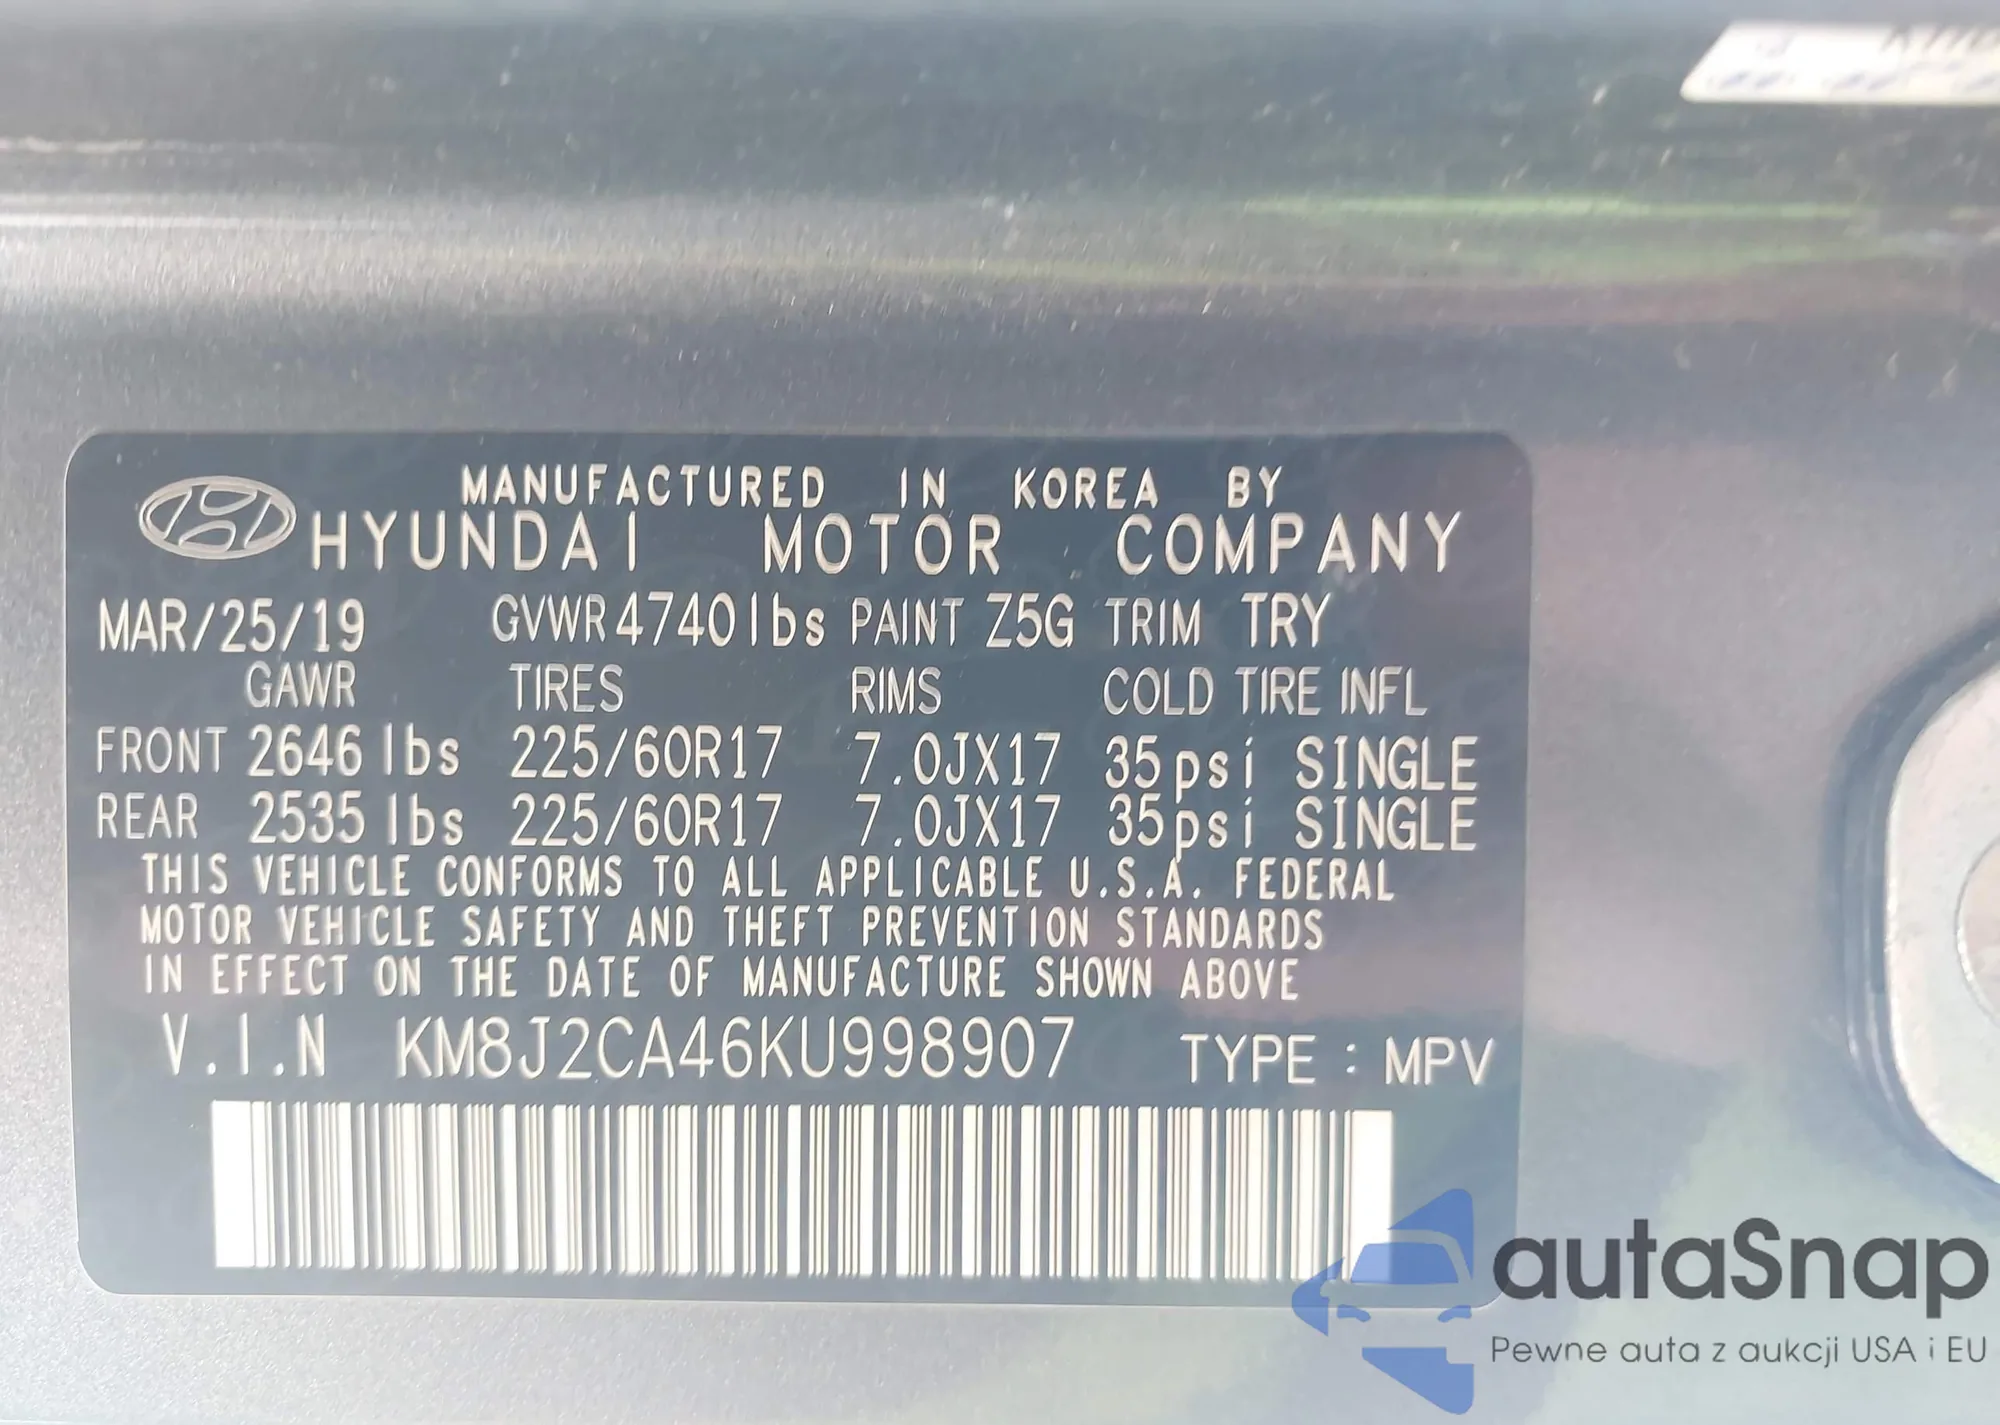 MANUFACTURED IN KOREA BY
HYUNDAI MOTOR COMPANY
MAR/25/19 GVWR 4740lbs PAINT Z5G TRIM TRY
GAWR TIRES RIMS COLD TIRE INFL
FRONT 2646 lbs 225/60R17 7.0JX17 35psi SINGLE
REAR 2535 lbs 225/60R17 7.0JX17 35psi SINGLE
THIS VEHICLE CONFORMS TO ALL APPLICABLE U.S.A. FEDERAL
MOTOR VEHICLE SAFETY AND THEFT PREVENTION STANDARDS
IN EFFECT ON THE DATE OF MANUFACTURE SHOWN ABOVE
V.I.N KM8J2CA46KU998907 TYPE : MPV
autaSnap
Pewne auta z aukcji USA i EU